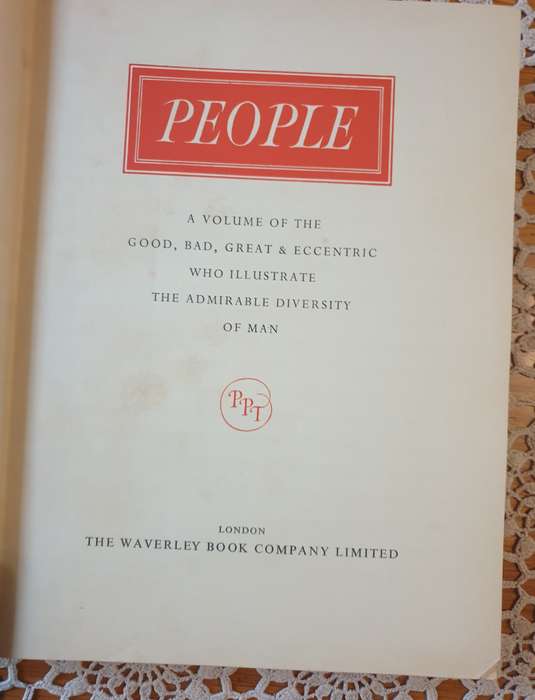 PEOPLE
A VOLUME OF THE
GOOD, BAD, GREAT & ECCENTRIC
WHO ILLUSTRATE
THE ADMIRABLE DIVERSITY
OF MAN
PPT
LONDON
THE WAVERLEY BOOK COMPANY LIMITED